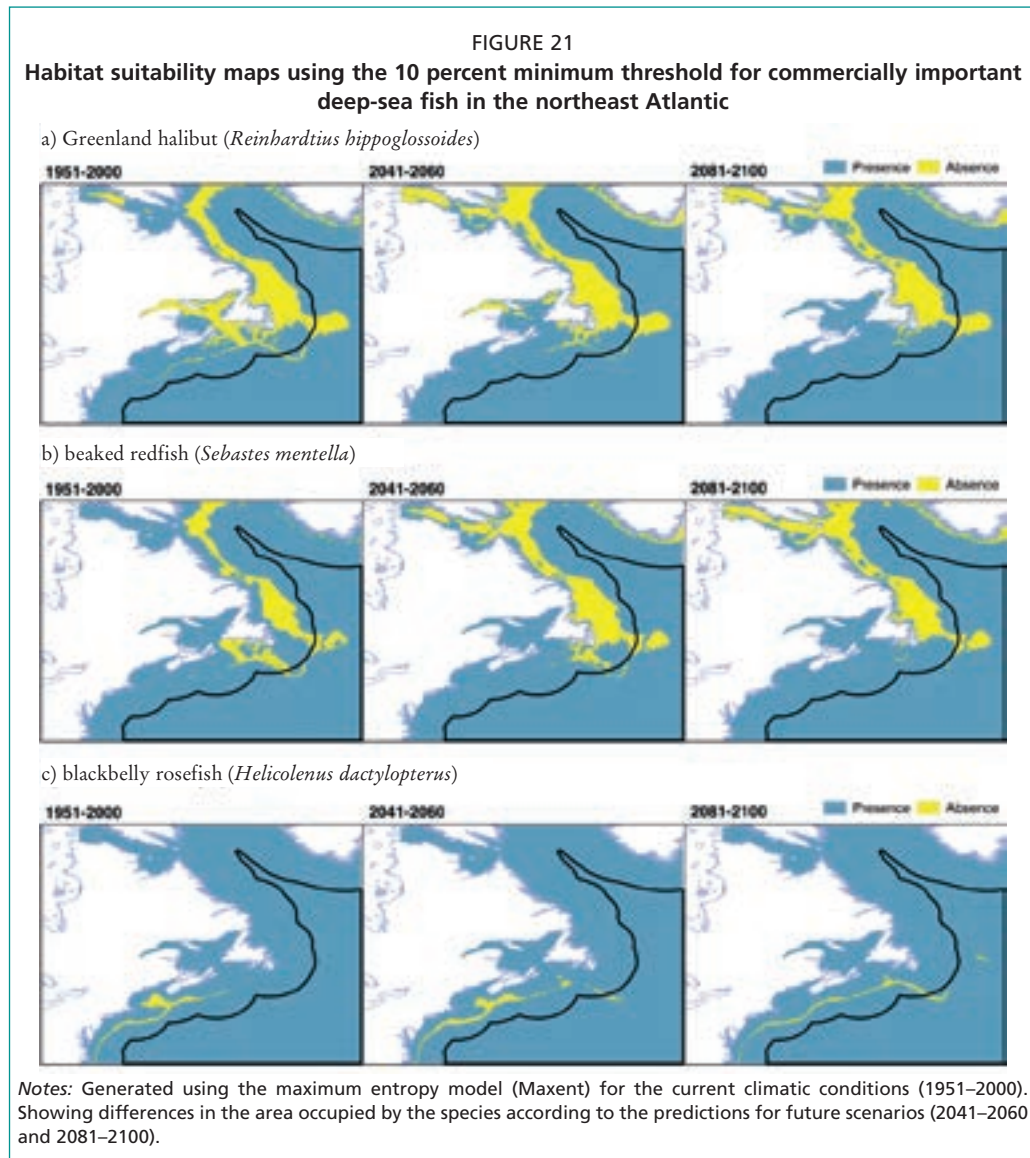 FIGURE 21
Habitat suitability maps using the 10 percent minimum threshold for commercially important
deep-sea fish in the northeast Atlantic
a) Greenland halibut (Reinhardtius hippoglossoides)
1951-2000
2041-2060
2081-2100
Presence
Absence
b) beaked redfish (Sebastes mentella)
1951-2000
2041-2060
2081-2100
Presence
Absence
c) blackbelly rosefish (Helicolenus dactylopterus)
1951-2000
2041-2060
2081-2100
Presence
Absence
Notes: Generated using the maximum entropy model (Maxent) for the current climatic conditions (1951–2000).
Showing differences in the area occupied by the species according to the predictions for future scenarios (2041–2060
and 2081–2100).